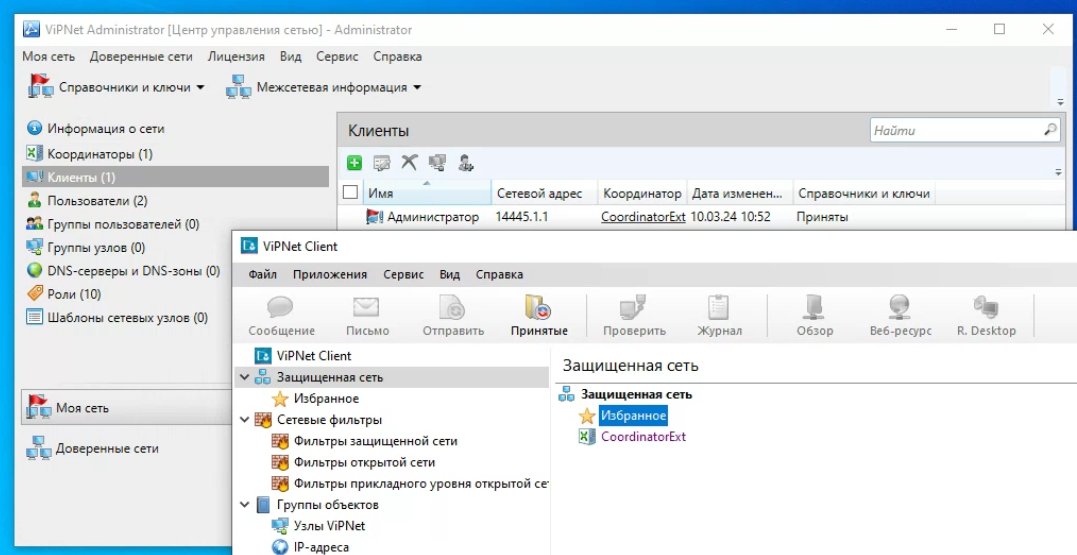 ViPNet Administrator [Центр управления сетью] - Administrator
Моя сеть Доверенные сети Лицензия Вид Сервис Справка
Справочники и ключи Межсетевая информация
Информация о сети
Координаторы (1)
Клиенты (1)
Пользователи (2)
Группы пользователей (0)
Группы узлов (0)
DNS-серверы и DNS-зоны (0)
Роли (10)
Шаблоны сетевых узлов (0)
Моя сеть
Доверенные сети
Клиенты
Найти
Имя Сетевой адрес Координатор Дата изменен... Справочники и ключи
Администратор 14445.1.1 CoordinatorExt 10.03.24 10:52 Приняты
ViPNet Client
Файл Приложения Сервис Вид Справка
Сообщение Письмо Отправить Принятые Проверить Журнал Обзор Веб-ресурс R. Desktop
ViPNet Client
Защищенная сеть
Избранное
Сетевые фильтры
Фильтры защищенной сети
Фильтры открытой сети
Фильтры прикладного уровня открытой сет
Группы объектов
Узлы ViPNet
IP-адреса
Защищенная сеть
Защищенная сеть
Избранное
CoordinatorExt